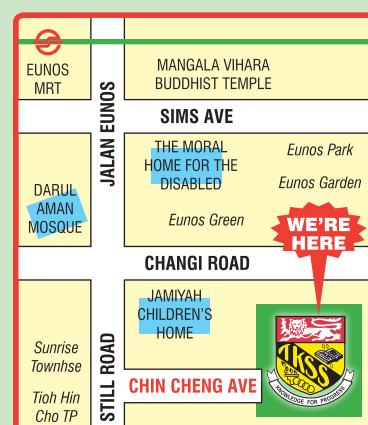 EUNOS
MRT
MANGALA VIHARA
BUDDHIST TEMPLE
JALAN EUNOS
SIMS AVE
THE MORAL
HOME FOR THE
DISABLED
Eunos Park
Eunos Garden
Eunos Green
DARUL
AMAN
MOSQUE
WE'RE
HERE
CHANGI ROAD
JAMIYAH
CHILDREN'S
HOME
Sunrise
Townhse
Tioh Hin
Cho TP
STILL ROAD
CHIN CHENG AVE
TKSS
KNOWLEDGE FOR PROGRESS